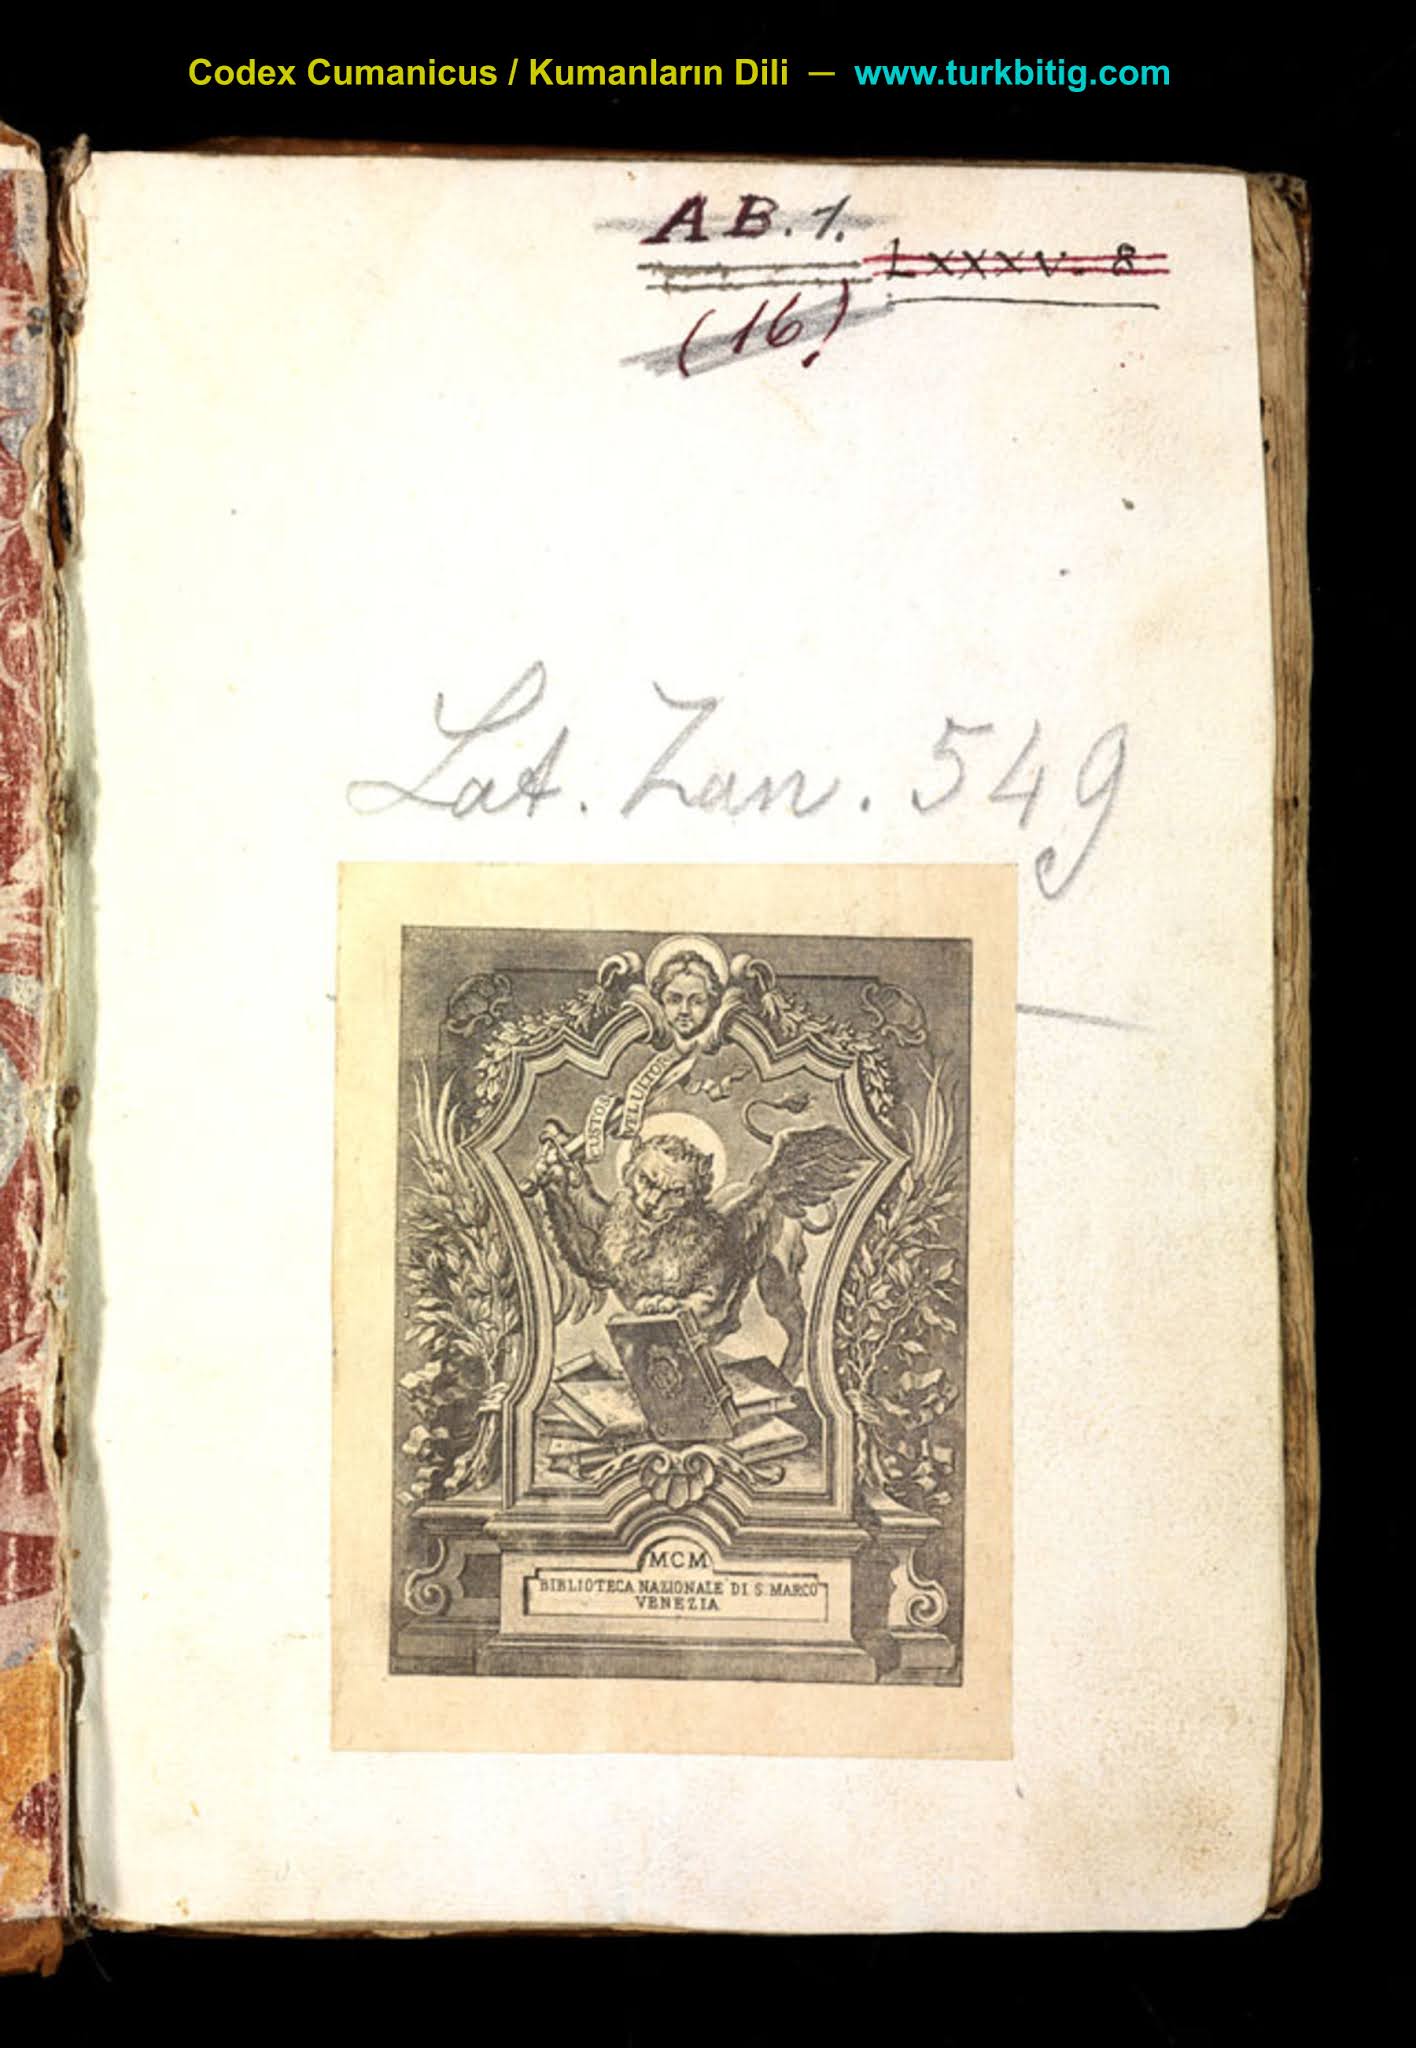 Codex Cumanicus / Kumanların Dili – www.turkbitig.com
AB. 1.
LXXXV. 8
(16)
Lat. Zan. 549
CUSTOS
VEL ULTOR
MCM
BIBLIOTECA NAZIONALE DI S. MARCO
VENEZIA